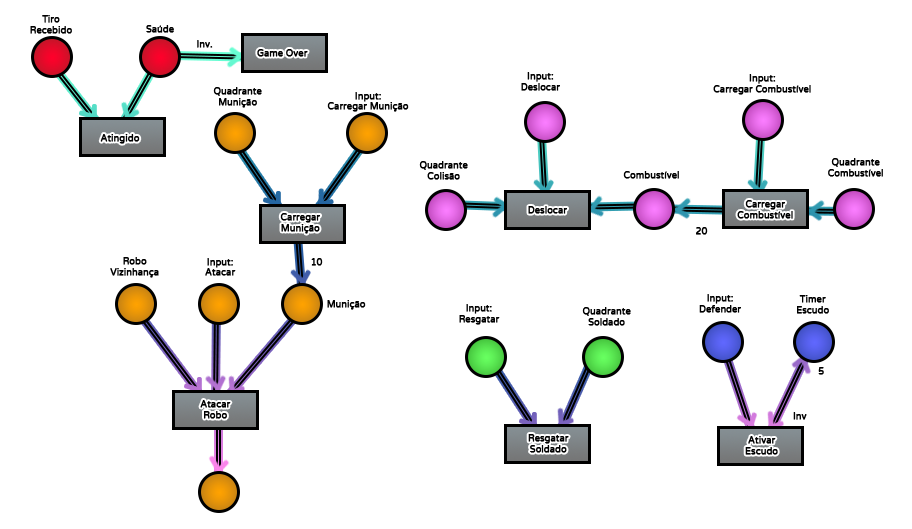 Tiro
Recebido
Saúde
Inv.
Game Over
Atingido
Quadrante
Munição
Input:
Carregar Munição
Carregar
Munição
10
Robo
Vizinhança
Input:
Atacar
Munição
Atacar
Robo
Input:
Deslocar
Input:
Carregar Combustível
Quadrante
Colisão
Deslocar
Combustível
20
Carregar
Combustível
Quadrante
Combustível
Input:
Resgatar
Quadrante
Soldado
Resgatar
Soldado
Input:
Defender
Timer
Escudo
5
Inv
Ativar
Escudo